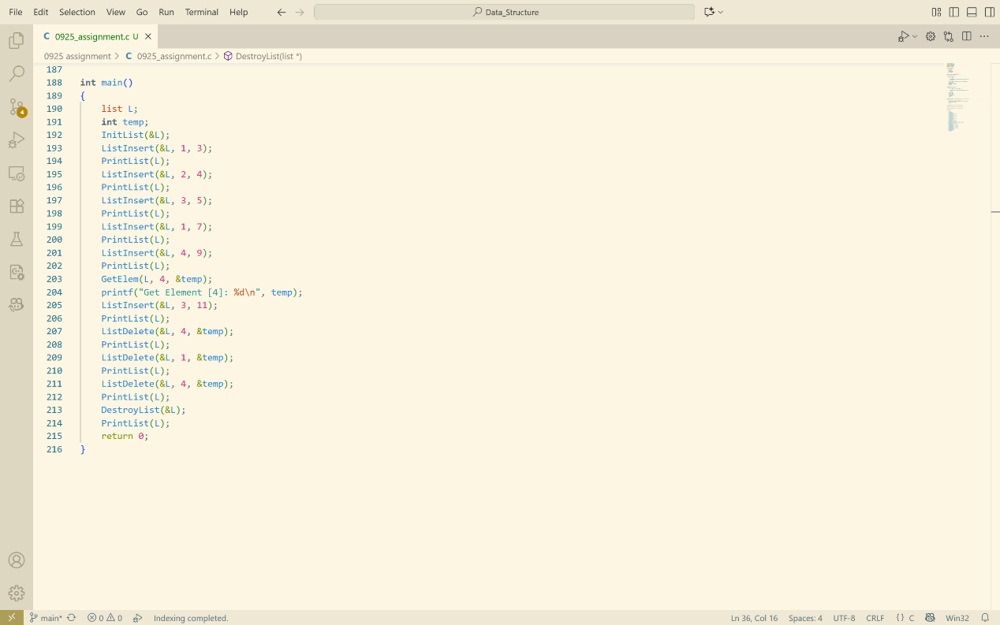 File Edit Selection View Go Run Terminal Help Data_Structure
C 0925_assignment.c U
0925 assignment > C 0925_assignment.c > DestroyList(list *)
187
188 int main()
189 {
190 list L;
191 int temp;
192 InitList(&L);
193 ListInsert(&L, 1, 3);
194 PrintList(L);
195 ListInsert(&L, 2, 4);
196 PrintList(L);
197 ListInsert(&L, 3, 5);
198 PrintList(L);
199 ListInsert(&L, 1, 7);
200 PrintList(L);
201 ListInsert(&L, 4, 9);
202 PrintList(L);
203 GetElem(L, 4, &temp);
204 printf("Get Element [4]: %d\n", temp);
205 ListInsert(&L, 3, 11);
206 PrintList(L);
207 ListDelete(&L, 4, &temp);
208 PrintList(L);
209 ListDelete(&L, 1, &temp);
210 PrintList(L);
211 ListDelete(&L, 4, &temp);
212 PrintList(L);
213 DestroyList(&L);
214 PrintList(L);
215 return 0;
216 }
4
main* 0 0 Indexing completed. Ln 36, Col 16 Spaces: 4 UTF-8 CRLF {} C Win32